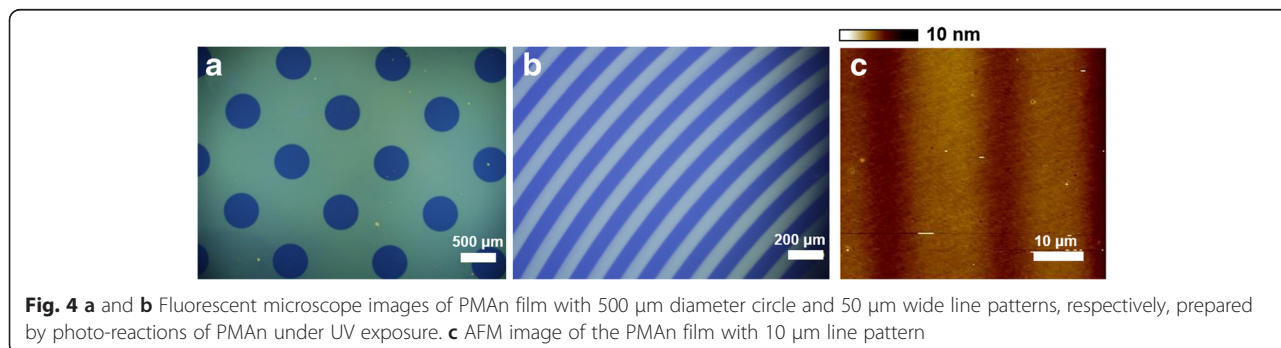 10 nm
a
b
c
500 µm
200 µm
10 µm
Fig. 4 a and b Fluorescent microscope images of PMAn film with 500 µm diameter circle and 50 µm wide line patterns, respectively, prepared
by photo-reactions of PMAn under UV exposure. c AFM image of the PMAn film with 10 µm line pattern